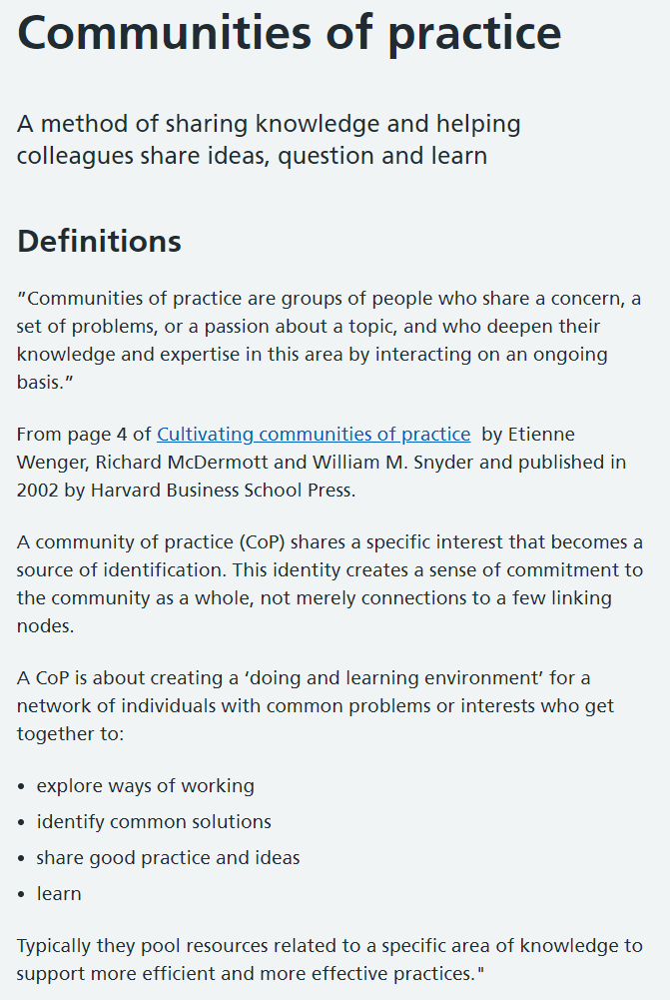 Communities of practice
A method of sharing knowledge and helping
colleagues share ideas, question and learn
Definitions
”Communities of practice are groups of people who share a concern, a
set of problems, or a passion about a topic, and who deepen their
knowledge and expertise in this area by interacting on an ongoing
basis.”
From page 4 of Cultivating communities of practice by Etienne
Wenger, Richard McDermott and William M. Snyder and published in
2002 by Harvard Business School Press.
A community of practice (CoP) shares a specific interest that becomes a
source of identification. This identity creates a sense of commitment to
the community as a whole, not merely connections to a few linking
nodes.
A CoP is about creating a ‘doing and learning environment’ for a
network of individuals with common problems or interests who get
together to:
• explore ways of working
• identify common solutions
• share good practice and ideas
• learn
Typically they pool resources related to a specific area of knowledge to
support more efficient and more effective practices."